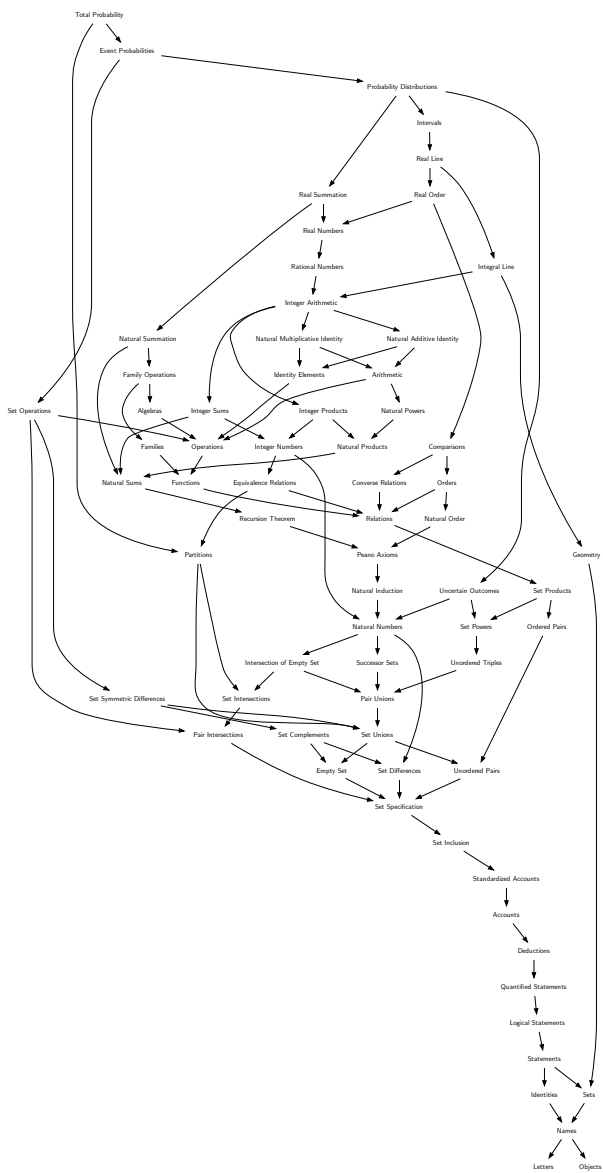 Total Probability
Event Probabilities
Probability Distributions
Intervals
Real Line
Real Summation
Real Order
Real Numbers
Rational Numbers
Integral Line
Integer Arithmetic
Natural Summation
Natural Multiplicative Identity
Natural Additive Identity
Family Operations
Identity Elements
Arithmetic
Set Operations
Algebras
Integer Sums
Integer Products
Natural Powers
Families
Operations
Integer Numbers
Natural Products
Comparisons
Natural Sums
Functions
Equivalence Relations
Converse Relations
Orders
Recursion Theorem
Relations
Natural Order
Partitions
Peano Axioms
Geometry
Natural Induction
Uncertain Outcomes
Set Products
Natural Numbers
Set Powers
Ordered Pairs
Intersection of Empty Set
Successor Sets
Unordered Triples
Set Symmetric Differences
Set Intersections
Pair Unions
Pair Intersections
Set Complements
Set Unions
Empty Set
Set Differences
Unordered Pairs
Set Specification
Set Inclusion
Standardized Accounts
Accounts
Deductions
Quantified Statements
Logical Statements
Statements
Identities
Sets
Names
Letters
Objects